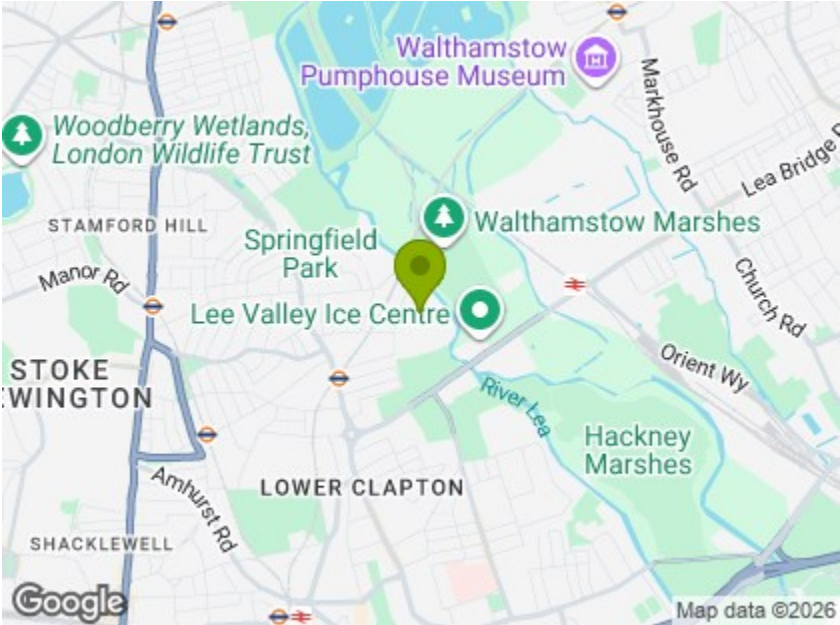 Walthamstow
Pumphouse Museum
Markhouse Rd
Woodberry Wetlands,
London Wildlife Trust
Lea Bridge R
STAMFORD HILL
Springfield
Park
Walthamstow Marshes
Manor Rd
Church Rd
Lee Valley Ice Centre
STOKE
EWINGTON
Orient Wy
River Lea
Hackney
Marshes
LOWER CLAPTON
Amhurst Rd
SHACKLEWELL
Google
Map data ©2026